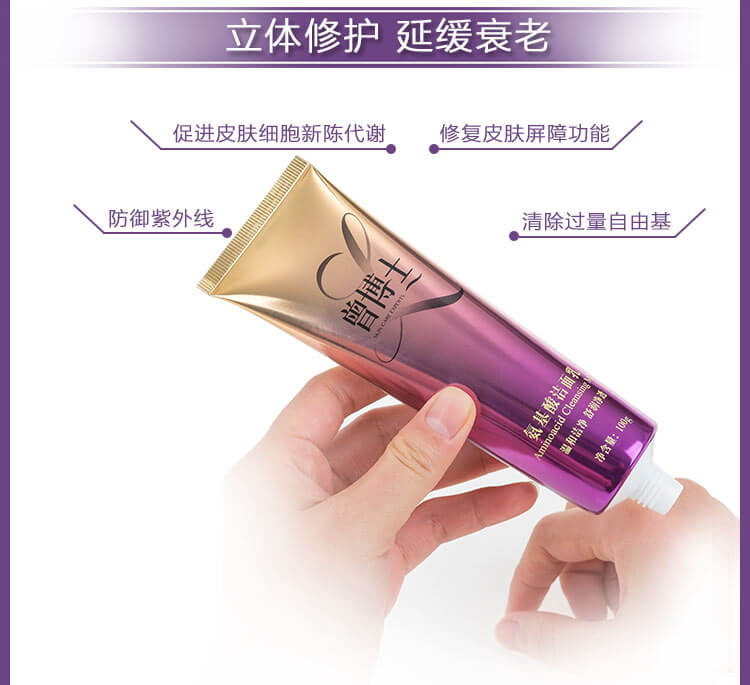 立体修护 延缓衰老
促进皮肤细胞新陈代谢
修复皮肤屏障功能
防御紫外线
清除过量自由基
曾博士
SKIN CARE EXPERTS
氨基酸洁面乳
Aminoacid Cleansing
温和洁净 舒润净透
净含量：100g